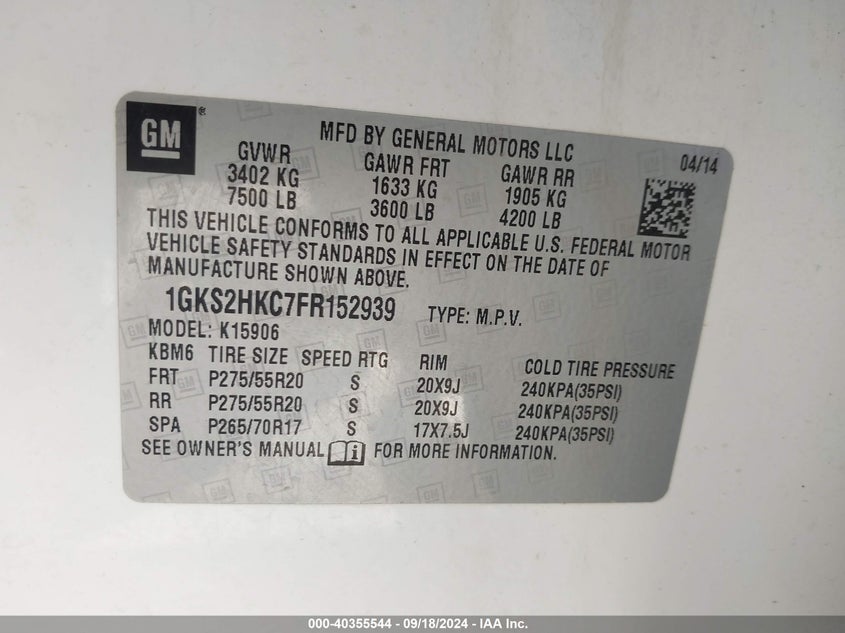 GM ®
MFD BY GENERAL MOTORS LLC 04/14
GVWR GAWR FRT GAWR RR
3402 KG 1633 KG 1905 KG
7500 LB 3600 LB 4200 LB
THIS VEHICLE CONFORMS TO ALL APPLICABLE U.S. FEDERAL MOTOR
VEHICLE SAFETY STANDARDS IN EFFECT ON THE DATE OF
MANUFACTURE SHOWN ABOVE.
1GKS2HKC7FR152939 TYPE: M.P.V.
MODEL: K15906
KBM6 TIRE SIZE SPEED RTG RIM COLD TIRE PRESSURE
FRT P275/55R20 S 20X9J 240KPA(35PSI)
RR P275/55R20 S 20X9J 240KPA(35PSI)
SPA P265/70R17 S 17X7.5J 240KPA(35PSI)
SEE OWNER'S MANUAL i FOR MORE INFORMATION.
000-40355544 - 09/18/2024 - IAA Inc.